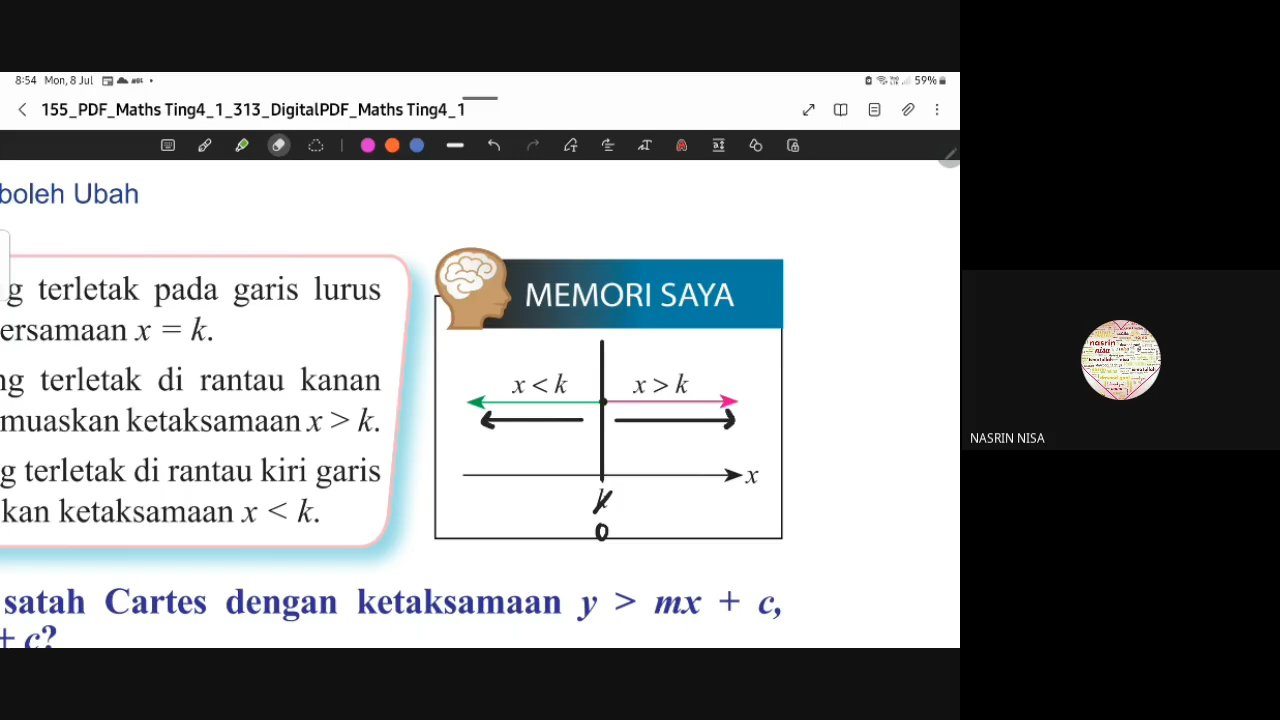 8:54 Mon, 8 Jul
59%
155_PDF_Maths Ting4_1_313_DigitalPDF_Maths Ting4_1
boleh Ubah
g terletak pada garis lurus
ersamaan x = k.
ng terletak di rantau kanan
muaskan ketaksamaan x > k.
g terletak di rantau kiri garis
kan ketaksamaan x < k.
MEMORI SAYA
x < k x > k
x
k
0
satah Cartes dengan ketaksamaan y > mx + c,
+ c?
nasrin
nisa
NASRIN NISA